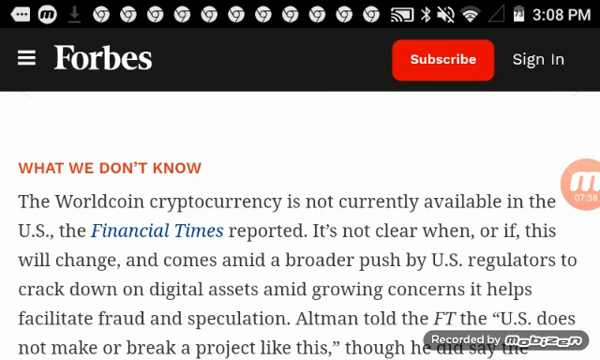 3:08 PM
Forbes
Subscribe
Sign In
WHAT WE DON'T KNOW
07:38
The Worldcoin cryptocurrency is not currently available in the
U.S., the Financial Times reported. It's not clear when, or if, this
will change, and comes amid a broader push by U.S. regulators to
crack down on digital assets amid growing concerns it helps
facilitate fraud and speculation. Altman told the FT the “U.S. does
not make or break a project like this,” though he did say the
Recorded by mobizen